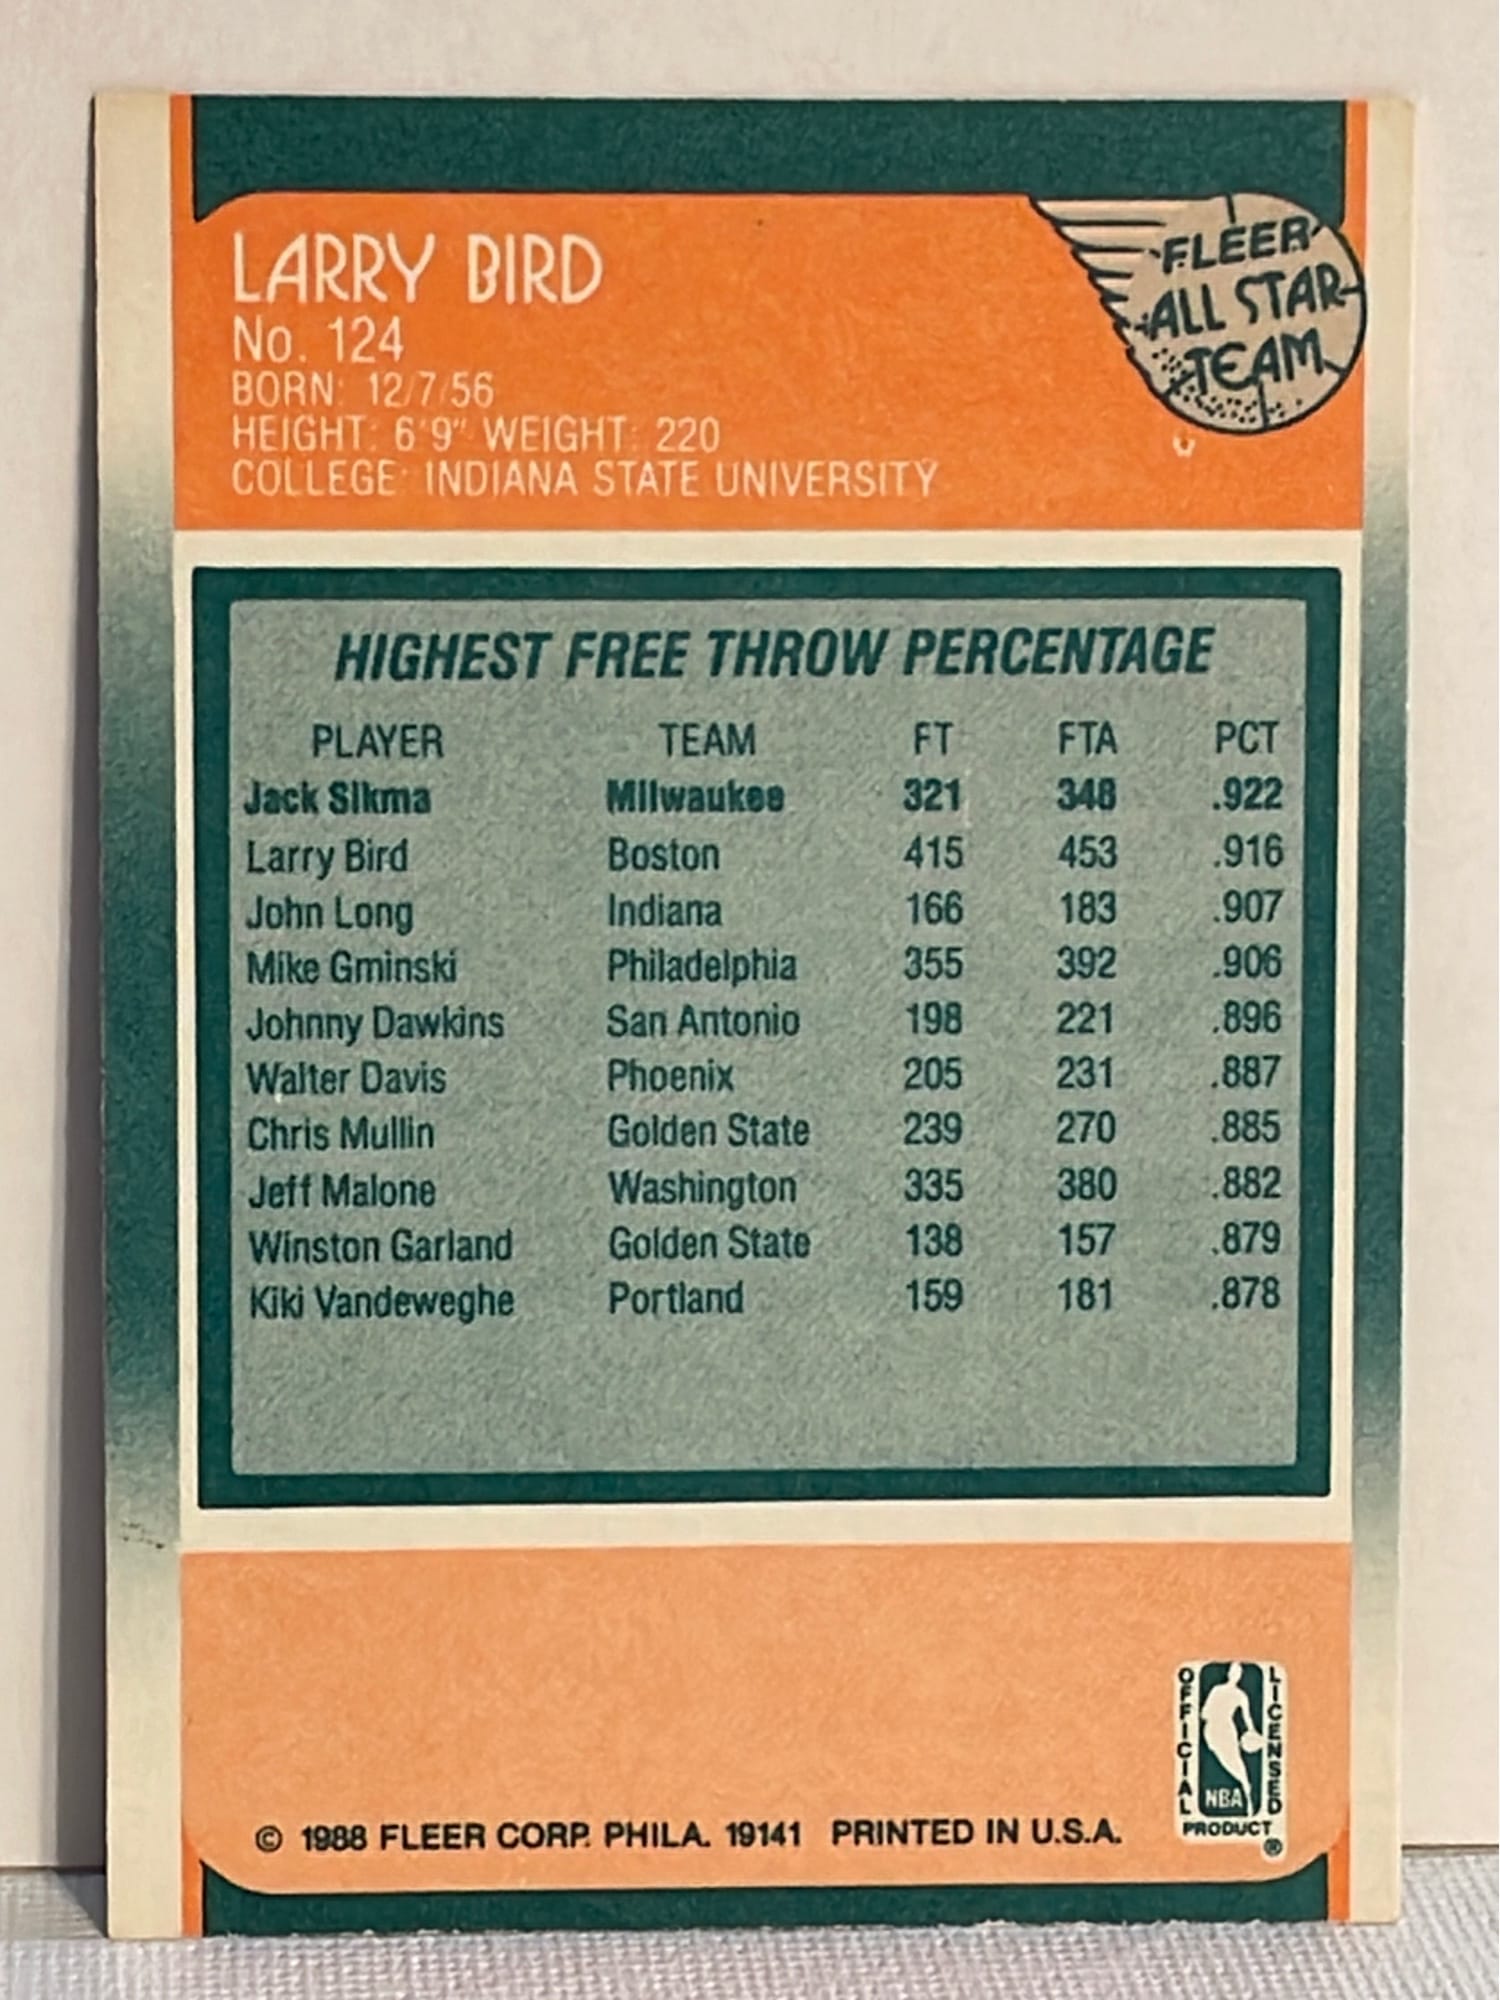 LARRY BIRD
No. 124
BORN: 12/7/56
HEIGHT: 6'9" WEIGHT: 220
COLLEGE: INDIANA STATE UNIVERSITY
FLEER
ALL STAR
TEAM
HIGHEST FREE THROW PERCENTAGE
PLAYER TEAM FT FTA PCT
Jack Sikma Milwaukee 321 348 .922
Larry Bird Boston 415 453 .916
John Long Indiana 166 183 .907
Mike Gminski Philadelphia 355 392 .906
Johnny Dawkins San Antonio 198 221 .896
Walter Davis Phoenix 205 231 .887
Chris Mullin Golden State 239 270 .885
Jeff Malone Washington 335 380 .882
Winston Garland Golden State 138 157 .879
Kiki Vandeweghe Portland 159 181 .878
OFFICIAL
LICENSED
NBA
PRODUCT
®
© 1988 FLEER CORP. PHILA. 19141 PRINTED IN U.S.A.